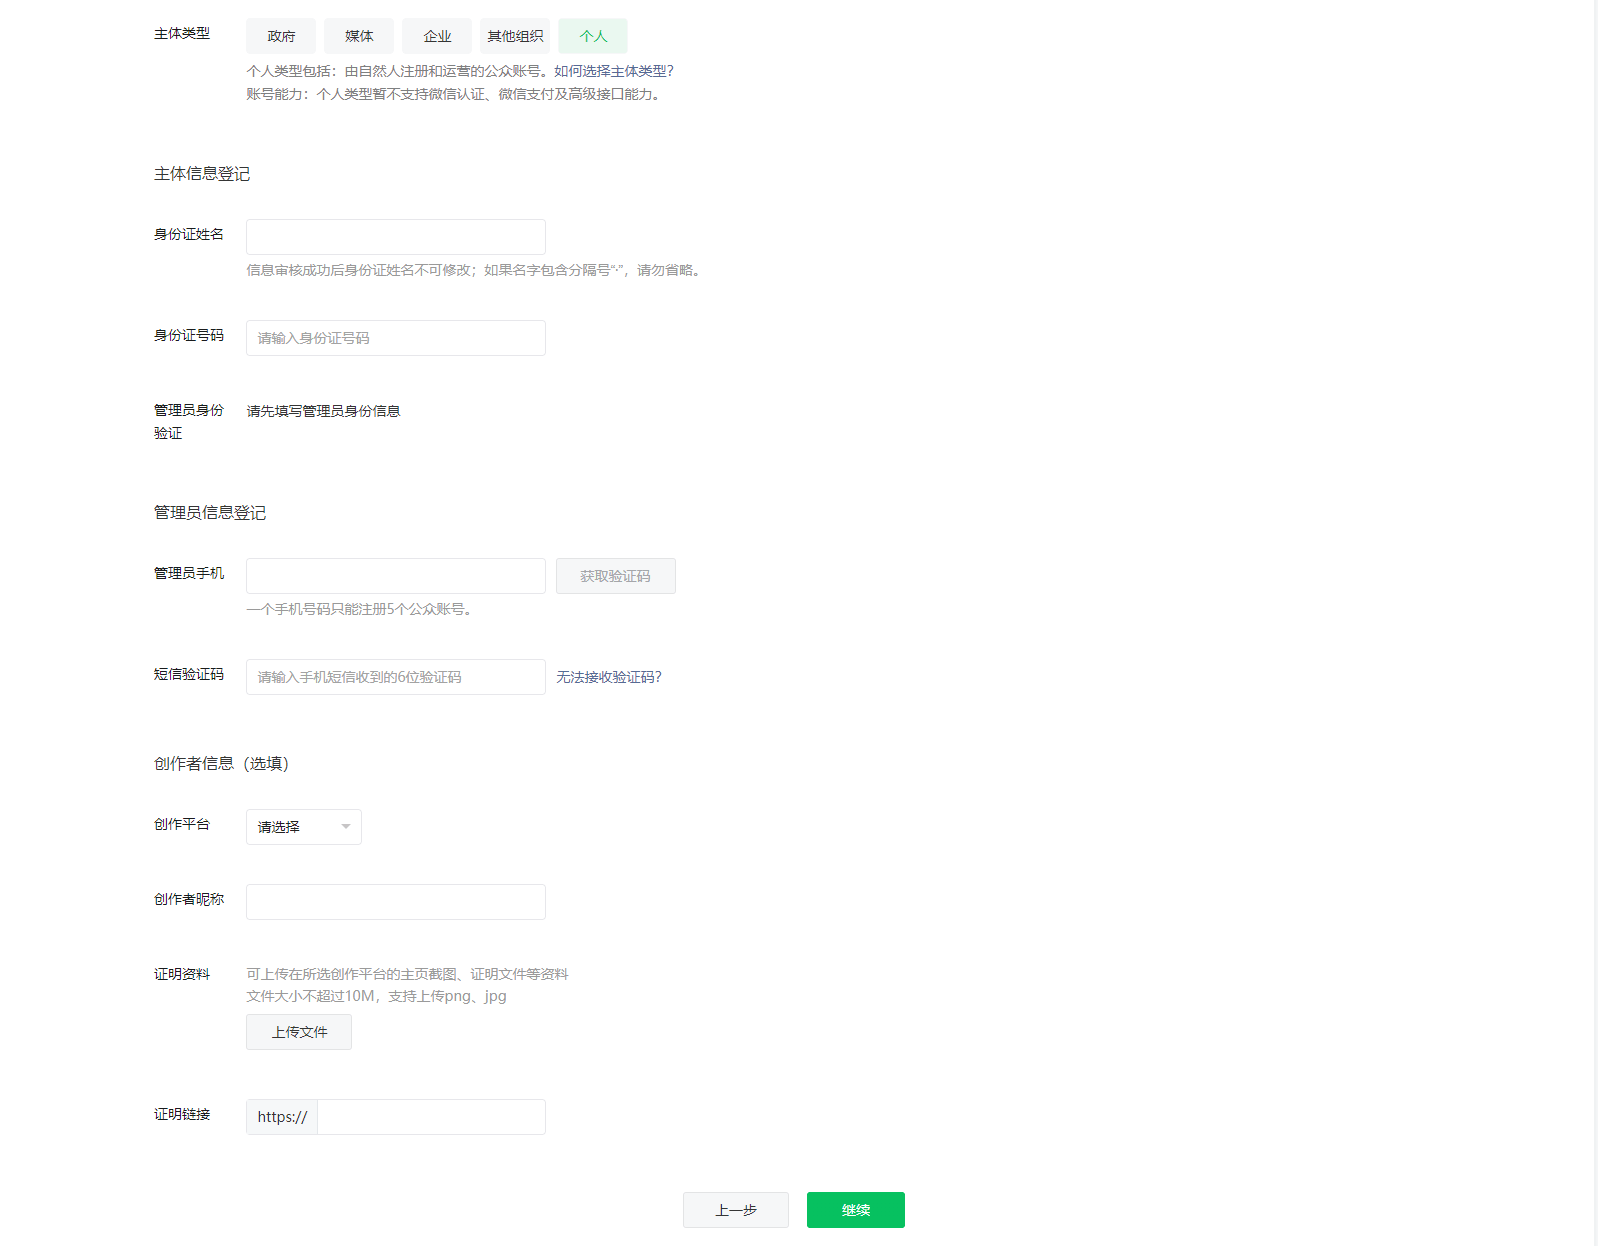 主体类型 政府 媒体 企业 其他组织 个人
个人类型包括：由自然人注册和运营的公众账号。如何选择主体类型？
账号能力：个人类型暂不支持微信认证、微信支付及高级接口能力。
主体信息登记
身份证姓名
信息审核成功后身份证姓名不可修改；如果名字包含分隔号“·”，请勿省略。
身份证号码 请输入身份证号码
管理员身份 请先填写管理员身份信息
验证
管理员信息登记
管理员手机 获取验证码
一个手机号码只能注册5个公众账号。
短信验证码 请输入手机短信收到的6位验证码 无法接收验证码？
创作者信息（选填）
创作平台 请选择
创作者昵称
证明资料 可上传在所选创作平台的主页截图、证明文件等资料
文件大小不超过10M，支持上传png、jpg
上传文件
证明链接 https://
上一步 继续